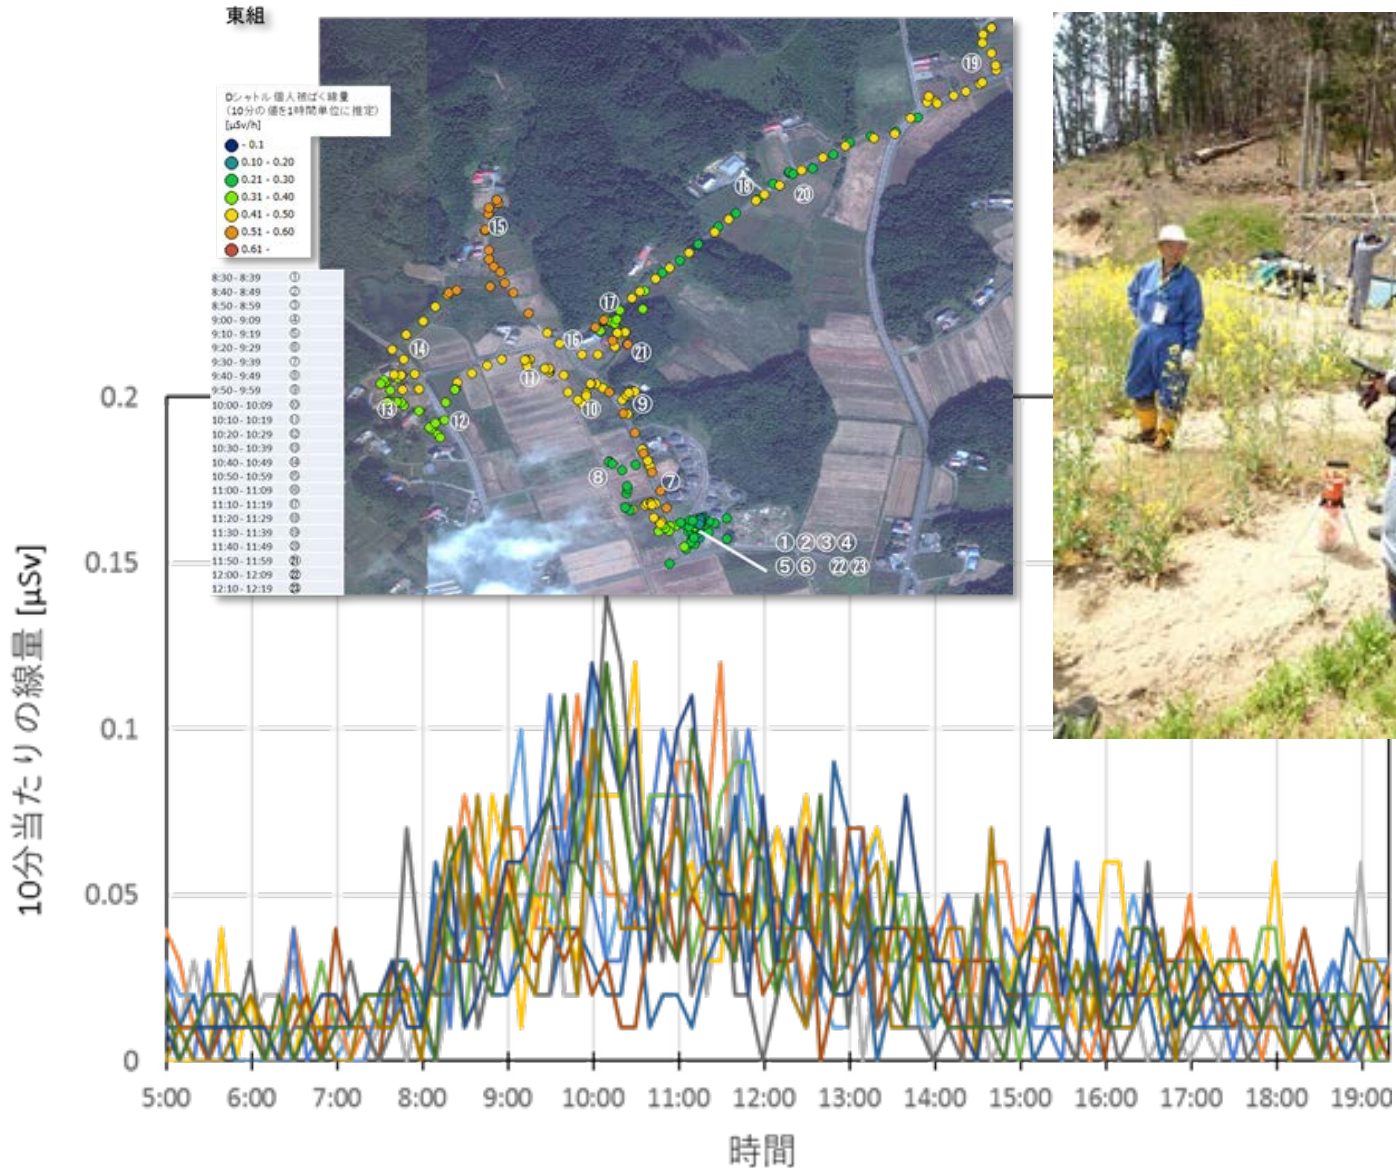 東組
Dシャトル個人被ばく線量
(10分の値を1時間単位に推定)
[μSv/h]
- 0.1
0.10 - 0.20
0.21 - 0.30
0.31 - 0.40
0.41 - 0.50
0.51 - 0.60
0.61 -
8:30 - 8:39 ①
8:40 - 8:49 ②
8:50 - 8:59 ③
9:00 - 9:09 ④
9:10 - 9:19 ⑤
9:20 - 9:29 ⑥
9:30 - 9:39 ⑦
9:40 - 9:49 ⑧
9:50 - 9:59 ⑨
10:00 - 10:09 ⑩
10:10 - 10:19 ⑪
10:20 - 10:29 ⑫
10:30 - 10:39 ⑬
10:40 - 10:49 ⑭
10:50 - 10:59 ⑮
11:00 - 11:09 ⑯
11:10 - 11:19 ⑰
11:20 - 11:29 ⑱
11:30 - 11:39 ⑲
11:40 - 11:49 ⑳
11:50 - 11:59 ㉑
12:00 - 12:09 ㉒
12:10 - 12:19 ㉓
⑲
⑱
⑳
⑮
⑰
⑭
⑯
㉑
⑪
⑬
⑫
⑩
⑨
⑧
⑦
①②③④
⑤⑥ ㉒㉓
10分当たりの線量 [μSv]
0.2
0.15
0.1
0.05
0
5:00 6:00 7:00 8:00 9:00 10:00 11:00 12:00 13:00 14:00 15:00 16:00 17:00 18:00 19:00
時間